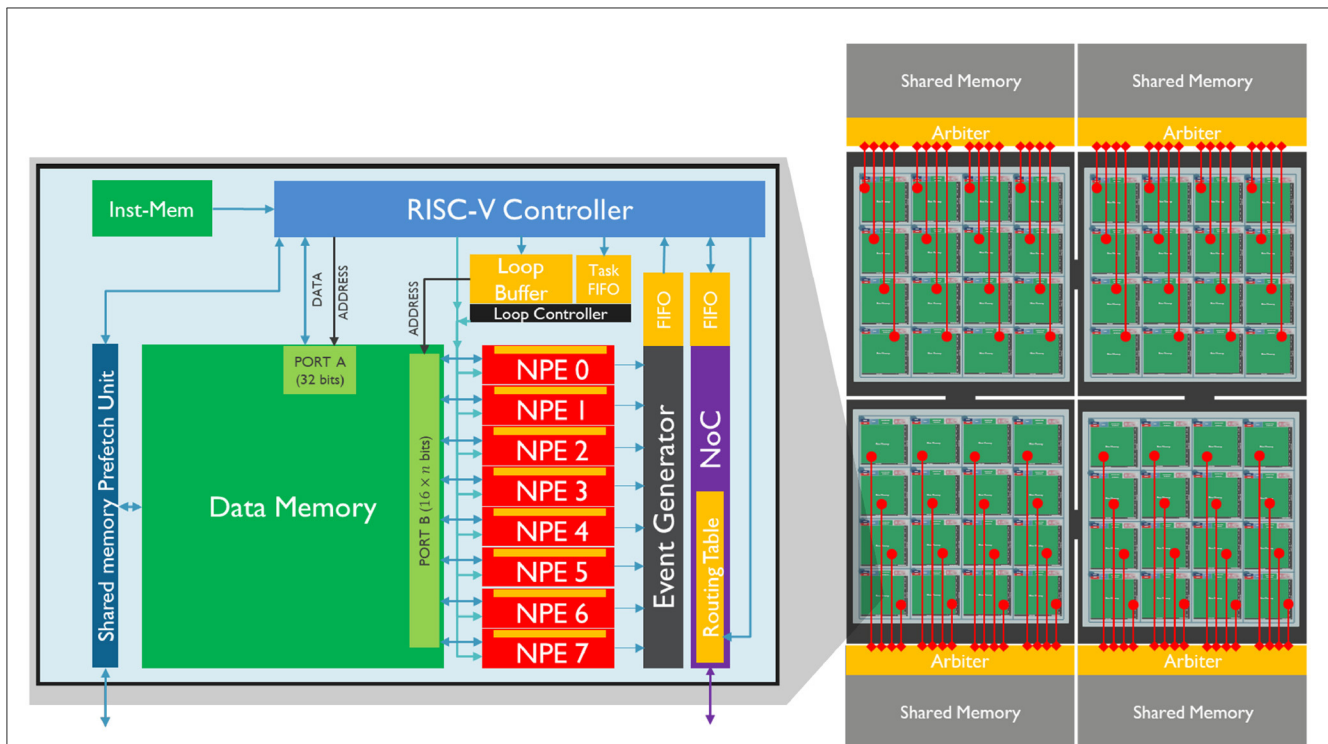 Inst-Mem
RISC-V Controller
DATA
ADDRESS
ADDRESS
Loop
Buffer
Task
FIFO
Loop Controller
FIFO
FIFO
Shared memory Prefetch Unit
Data Memory
PORT A
(32 bits)
PORT B (16 × n bits)
NPE 0
NPE 1
NPE 2
NPE 3
NPE 4
NPE 5
NPE 6
NPE 7
Event Generator
NoC
Routing Table
Shared Memory
Shared Memory
Arbiter
Arbiter
Arbiter
Arbiter
Shared Memory
Shared Memory